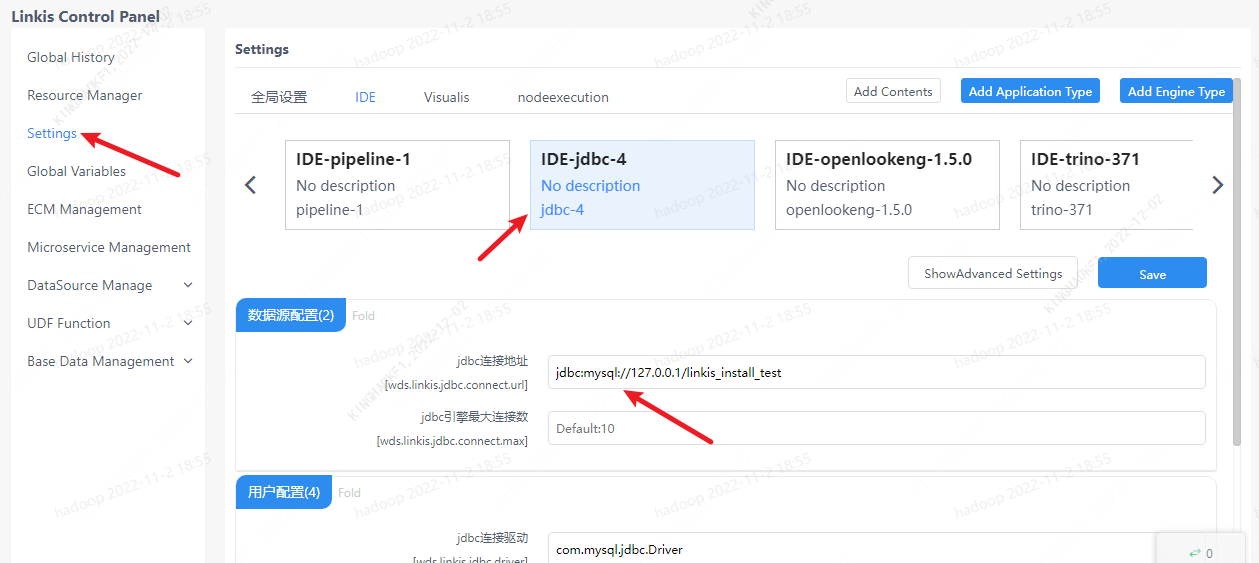 Linkis Control Panel
Global History
Resource Manager
Settings
Global Variables
ECM Management
Microservice Management
DataSource Manage
UDF Function
Base Data Management
Settings
全局设置 IDE Visualis nodeexecution Add Contents Add Application Type Add Engine Type
IDE-pipeline-1
No description
pipeline-1
IDE-jdbc-4
No description
jdbc-4
IDE-openlookeng-1.5.0
No description
openlookeng-1.5.0
IDE-trino-371
No description
trino-371
ShowAdvanced Settings Save
数据源配置(2) Fold
jdbc连接地址
[wds.linkis.jdbc.connect.url]
jdbc:mysql://127.0.0.1/linkis_install_test
jdbc引擎最大连接数
[wds.linkis.jdbc.connect.max]
Default:10
用户配置(4) Fold
jdbc连接驱动
[wds.linkis.jdbc.driver]
com.mysql.jdbc.Driver
0
hadoop 2022-11-2 18:55